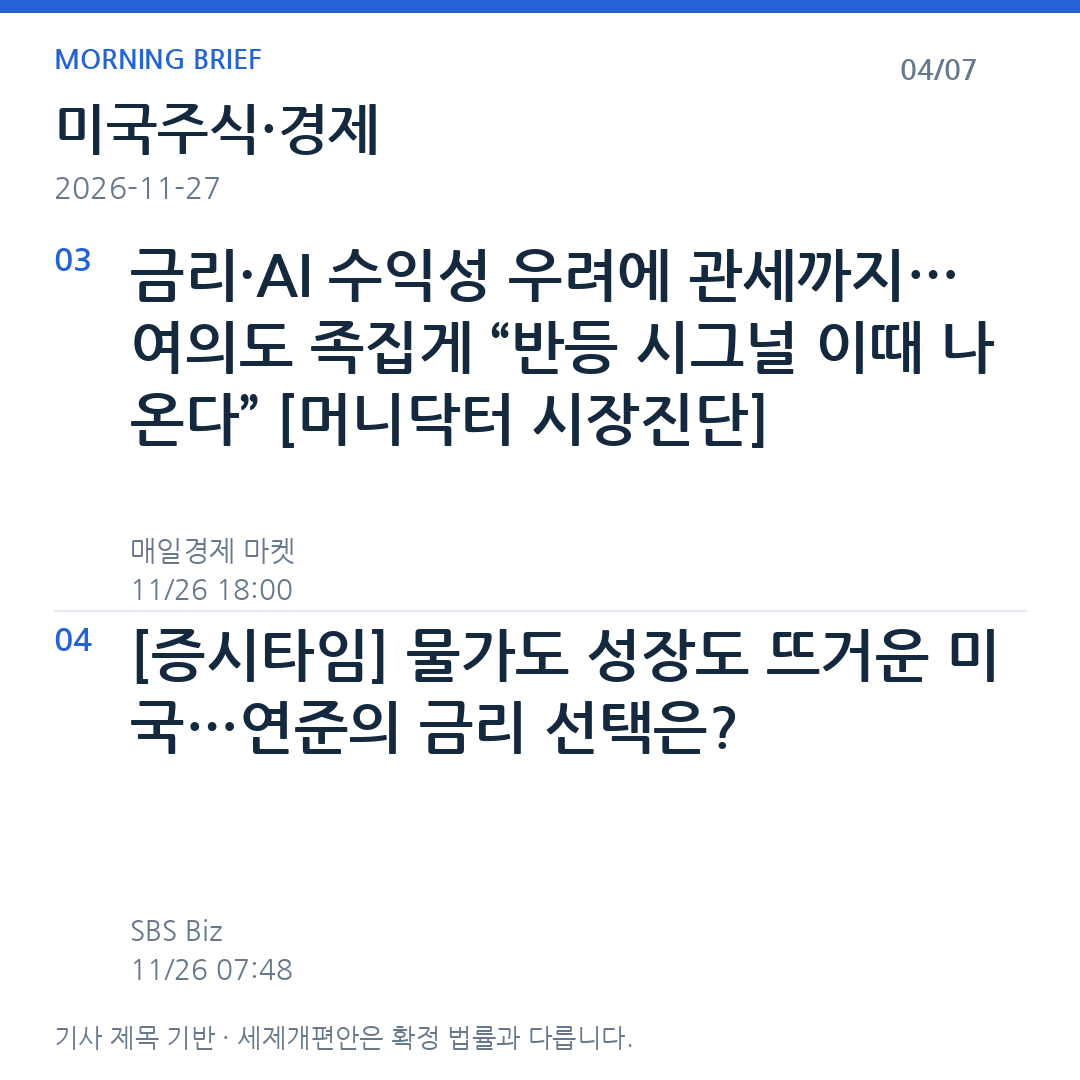 MORNING BRIEF
04/07
미국주식·경제
2026-11-27
03
금리·AI 수익성 우려에 관세까지…
여의도 족집게 “반등 시그널 이때 나
온다” [머니닥터 시장진단]
매일경제 마켓
11/26 18:00
04
[증시타임] 물가도 성장도 뜨거운 미
국…연준의 금리 선택은?
SBS Biz
11/26 07:48
기사 제목 기반 · 세제개편안은 확정 법률과 다릅니다.